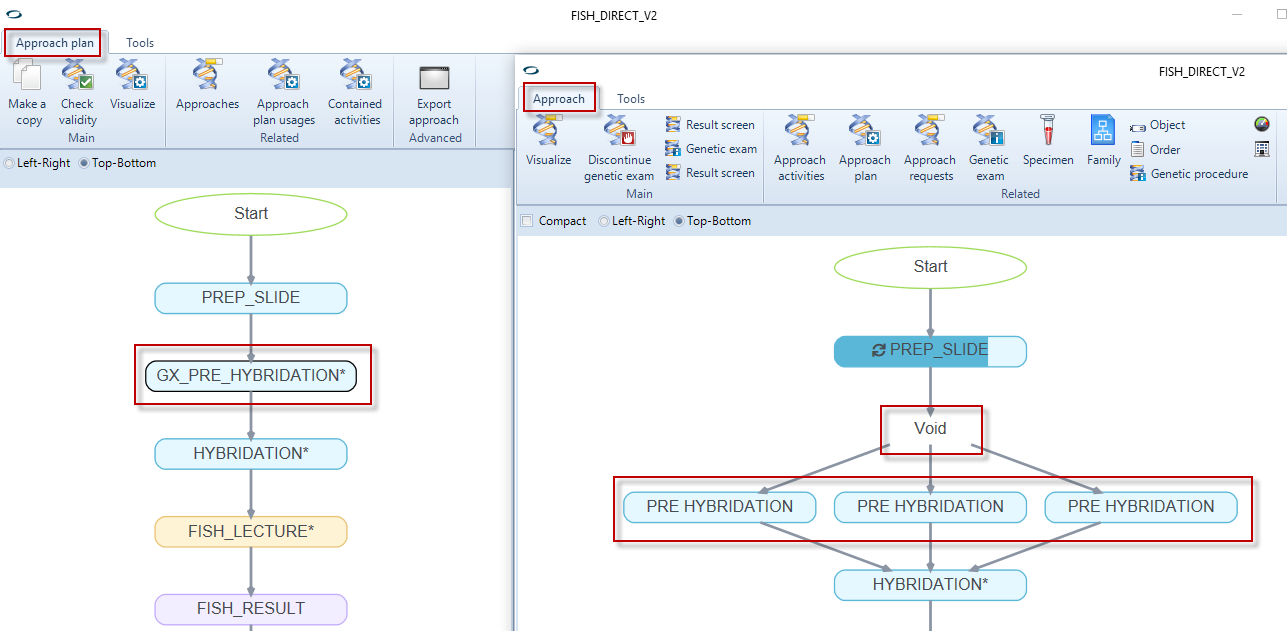 FISH_DIRECT_V2
Approach plan
Tools
Make a copy
Check validity
Visualize
Main
Approaches
Approach plan usages
Contained activities
Related
Export approach
Advanced
Left-Right
Top-Bottom
Start
PREP_SLIDE
GX_PRE_HYBRIDATION*
HYBRIDATION*
FISH_LECTURE*
FISH_RESULT
FISH_DIRECT_V2
Approach
Tools
Visualize
Discontinue genetic exam
Result screen
Genetic exam
Result screen
Main
Approach activities
Approach plan
Approach requests
Genetic exam
Specimen
Family
Object
Order
Genetic procedure
Related
Compact
Left-Right
Top-Bottom
Start
PREP_SLIDE
Void
PRE HYBRIDATION
PRE HYBRIDATION
PRE HYBRIDATION
HYBRIDATION*